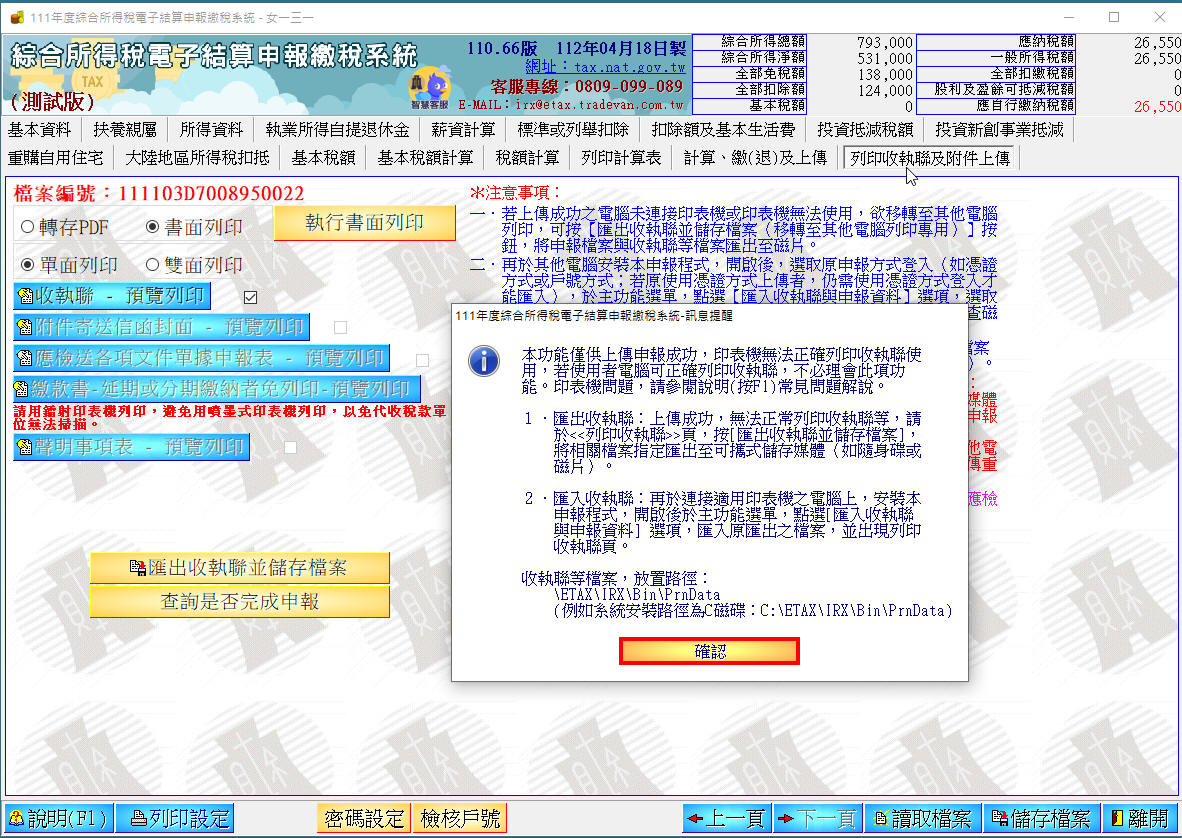 111年度綜合所得稅電子結算申報繳稅系統 - 女一三一
綜合所得稅電子結算申報繳稅系統
TAX
(測試版)
110.66版 112年04月18日製
網址：tax.nat.gov.tw
客服專線：0809-099-089
E-MAIL：irx@etax.tradevan.com.tw
智慧客服
綜合所得總額 793,000 應納稅額 26,550
綜合所得淨額 531,000 一般所得稅額 26,550
全部免稅額 138,000 全部扣繳稅額 0
全部扣除額 124,000 股利及盈餘可抵減稅額 0
基本稅額 0 應自行繳納稅額 26,550
基本資料 扶養親屬 所得資料 執業所得自提退休金 薪資計算 標準或列舉扣除 扣除額及基本生活費 投資抵減稅額 投資新創事業抵減
重購自用住宅 大陸地區所得稅扣抵 基本稅額 基本稅額計算 稅額計算 列印計算表 計算、繳(退)及上傳 列印收執聯及附件上傳
檔案編號：111103D7008950022
轉存PDF 書面列印 執行書面列印
單面列印 雙面列印
收執聯 - 預覽列印
附件寄送信函封面 - 預覽列印
應檢送各項文件單據申報表 - 預覽列印
繳款書-延期或分期繳納者免列印-預覽列印
請用鐳射印表機列印，避免用噴墨式印表機列印，以免代收稅款單
位無法掃描。
聲明事項表 - 預覽列印
匯出收執聯並儲存檔案
查詢是否完成申報
※注意事項：
一．若上傳成功之電腦未連接印表機或印表機無法使用，欲移轉至其他電腦
列印，可按［匯出收執聯並儲存檔案（移轉至其他電腦列印專用）］按
鈕，將申報檔案與收執聯等檔案匯出至磁片。
二．再於其他電腦安裝本申報程式，開啟後，選取原申報方式登入（如憑證
方式或戶號方式；若原使用憑證方式上傳者，仍需使用憑證方式登入才
能匯入），於主功能選單，點選［匯入收執聯與申報資料］選項，選取
查磁
檔案
）。
：
媒體
申報
他電
傳重
應檢
111年度綜合所得稅電子結算申報繳稅系統-訊息提醒
本功能僅供上傳申報成功，印表機無法正確列印收執聯使
用，若使用者電腦可正確列印收執聯，不必理會此項功
能。印表機問題，請參閱說明(按F1)常見問題解說。
１．匯出收執聯：上傳成功，無法正常列印收執聯等，請
於<<列印收執聯>>頁，按[匯出收執聯並儲存檔案]，
將相關檔案指定匯出至可攜式儲存媒體（如隨身碟或
磁片）。
２．匯入收執聯：再於連接適用印表機之電腦上，安裝本
申報程式，開啟後於主功能選單，點選[匯入收執聯
與申報資料] 選項，匯入原匯出之檔案，並出現列印
收執聯頁。
收執聯等檔案，放置路徑：
\ETAX\IRX\Bin\PrnData
(例如系統安裝路徑為C磁碟：C:\ETAX\IRX\Bin\PrnData)
確認
說明(F1) 列印設定 密碼設定 檢核戶號 上一頁 下一頁 讀取檔案 儲存檔案 離開